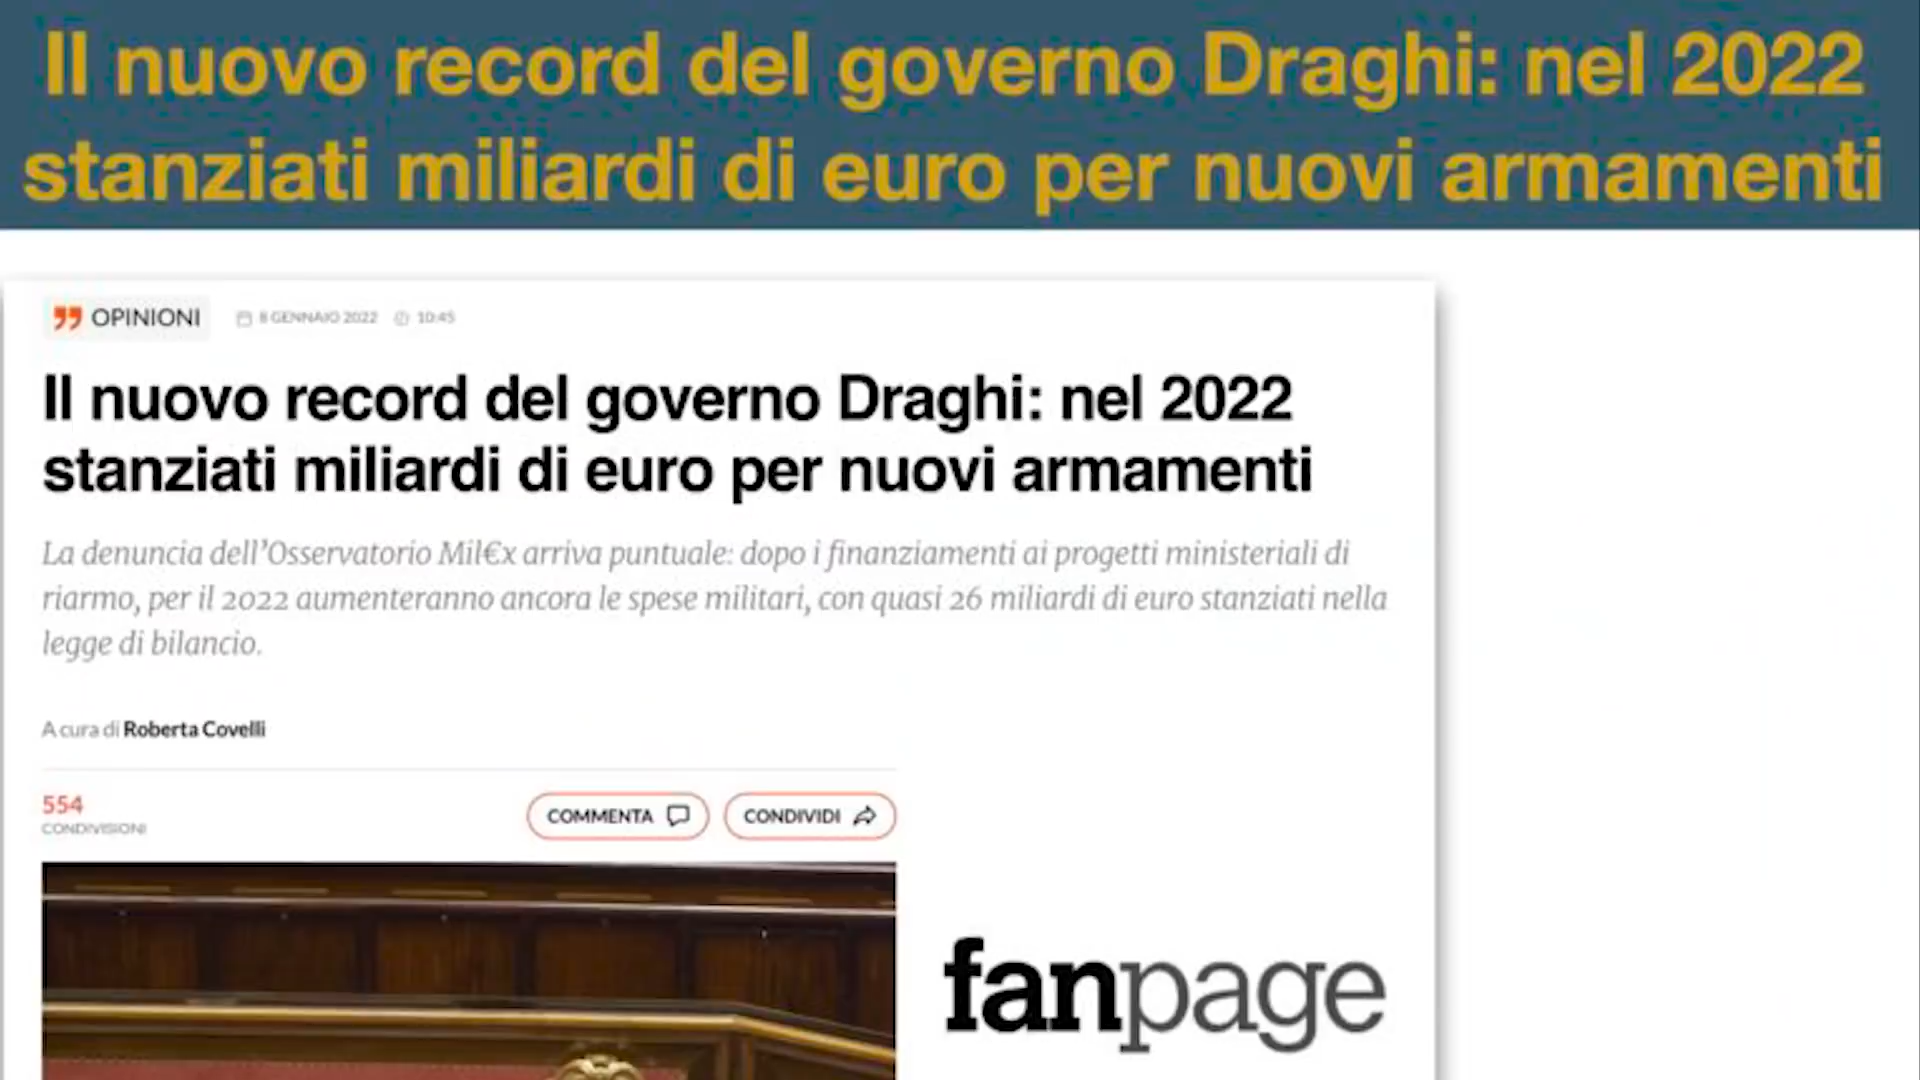 Il nuovo record del governo Draghi: nel 2022
stanziati miliardi di euro per nuovi armamenti
OPINIONI 8 GENNAIO 2022 10:45
Il nuovo record del governo Draghi: nel 2022
stanziati miliardi di euro per nuovi armamenti
La denuncia dell’Osservatorio Mil€x arriva puntuale: dopo i finanziamenti ai progetti ministeriali di
riarmo, per il 2022 aumenteranno ancora le spese militari, con quasi 26 miliardi di euro stanziati nella
legge di bilancio.
A cura di Roberta Covelli
554
CONDIVISIONI
COMMENTA CONDIVIDI
fanpage